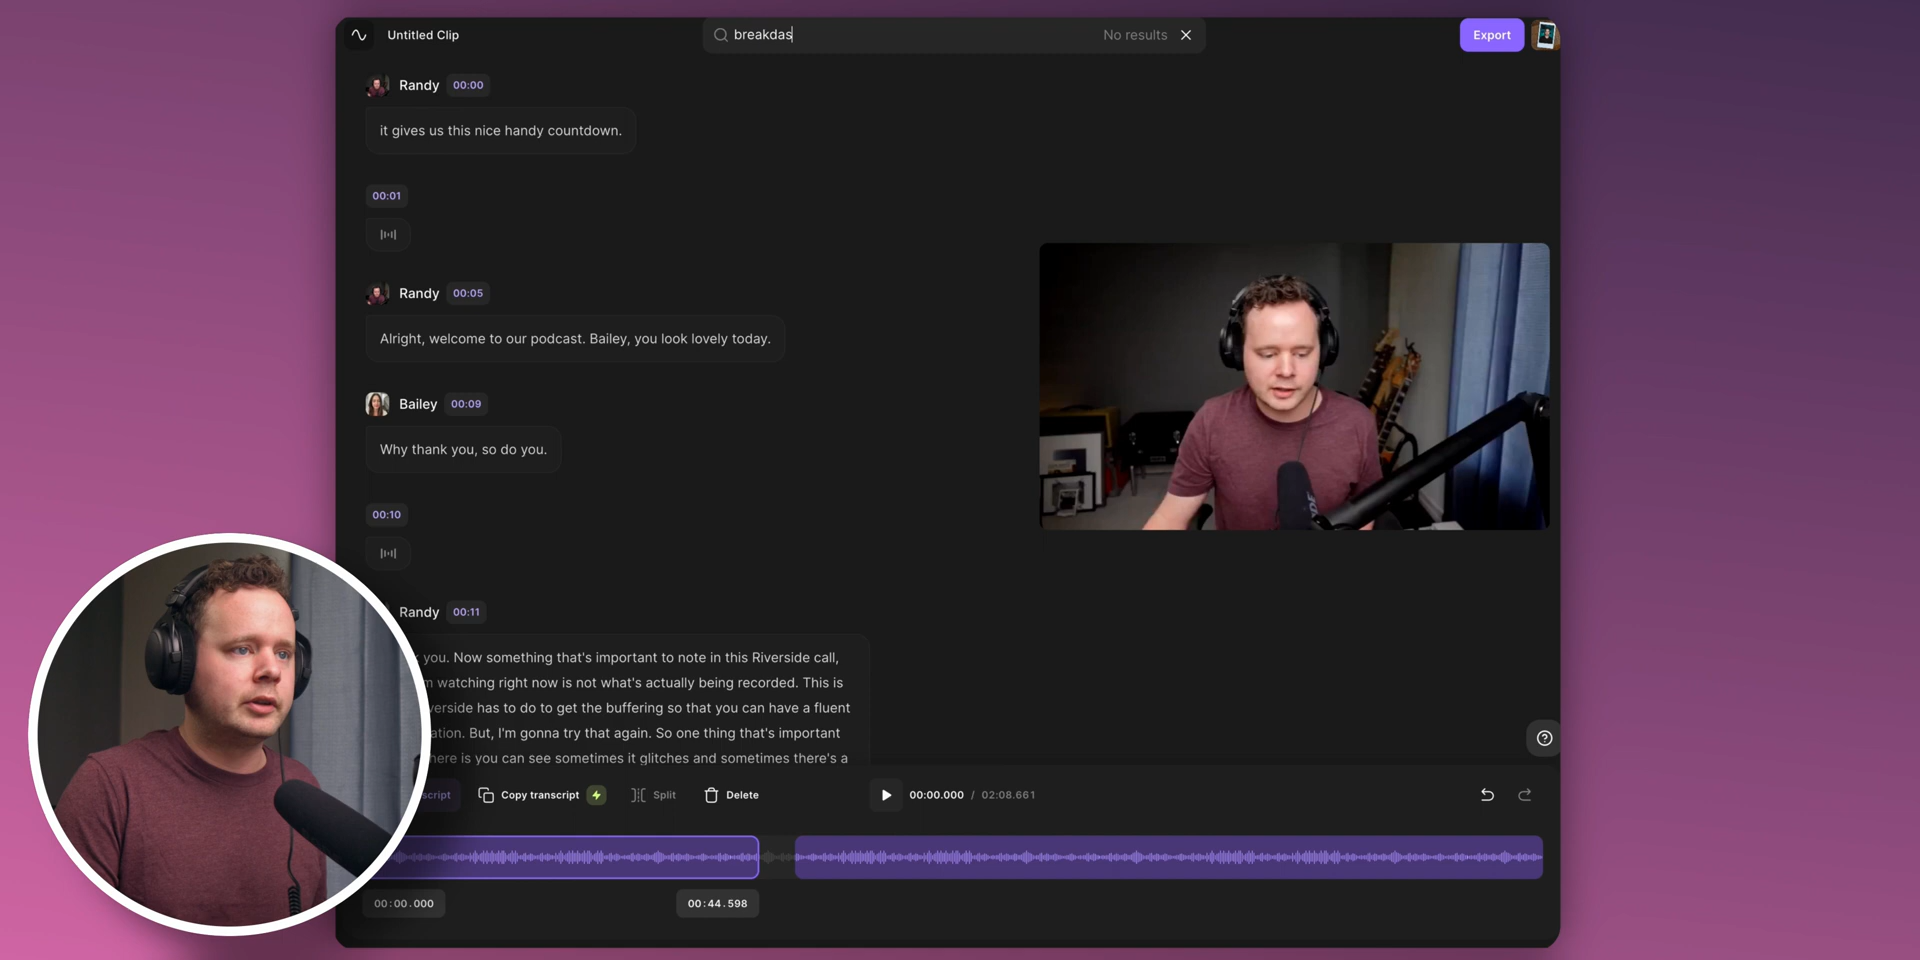 Untitled Clip
breakdas
No results
Export
Randy 00:00
it gives us this nice handy countdown.
00:01
Randy 00:05
Alright, welcome to our podcast. Bailey, you look lovely today.
Bailey 00:09
Why thank you, so do you.
00:10
Randy 00:11
you. Now something that's important to note in this Riverside call,
watching right now is not what's actually being recorded. This is
has to do to get the buffering so that you can have a fluent
But, I'm gonna try that again. So one thing that's important
is you can see sometimes it glitches and sometimes there's a
Copy transcript
Split
Delete
00:00.000 / 02:08.661
00:00.000
00:44.598